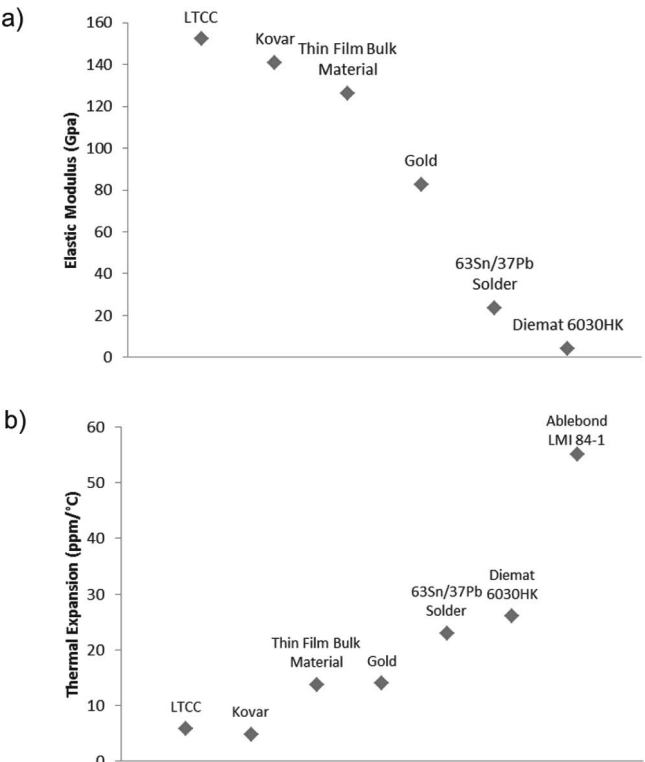 a)
160
140
120
100
80
60
40
20
0
Elastic Modulus (Gpa)
LTCC
Kovar
Thin Film Bulk
Material
Gold
63Sn/37Pb
Solder
Diemat 6030HK
b)
60
50
40
30
20
10
0
Thermal Expansion (ppm/°C)
LTCC
Kovar
Thin Film Bulk
Material
Gold
63Sn/37Pb
Solder
Diemat
6030HK
Ablebond
LMI 84-1